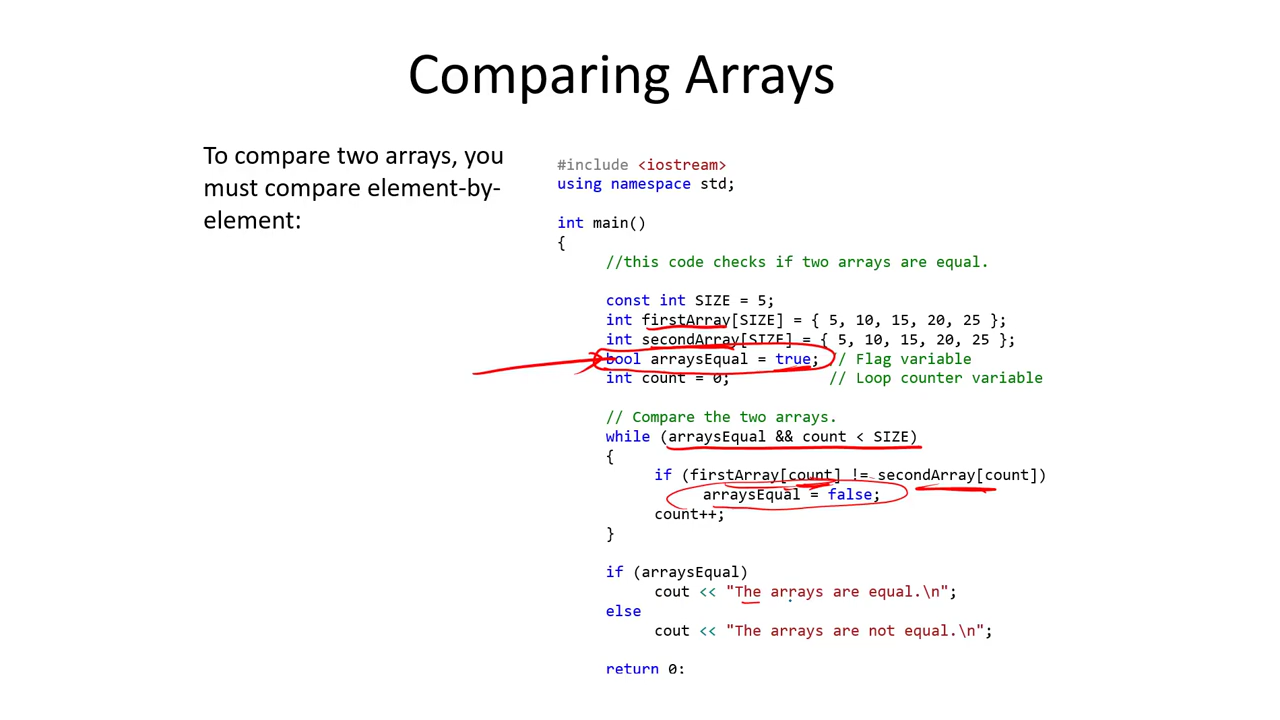 Comparing Arrays
To compare two arrays, you
must compare element-by-
element:
#include <iostream>
using namespace std;
int main()
{
//this code checks if two arrays are equal.
const int SIZE = 5;
int firstArray[SIZE] = { 5, 10, 15, 20, 25 };
int secondArray[SIZE] = { 5, 10, 15, 20, 25 };
bool arraysEqual = true; // Flag variable
int count = 0; // Loop counter variable
// Compare the two arrays.
while (arraysEqual && count < SIZE)
{
if (firstArray[count] != secondArray[count])
arraysEqual = false;
count++;
}
if (arraysEqual)
cout << "The arrays are equal.\n";
else
cout << "The arrays are not equal.\n";
return 0;